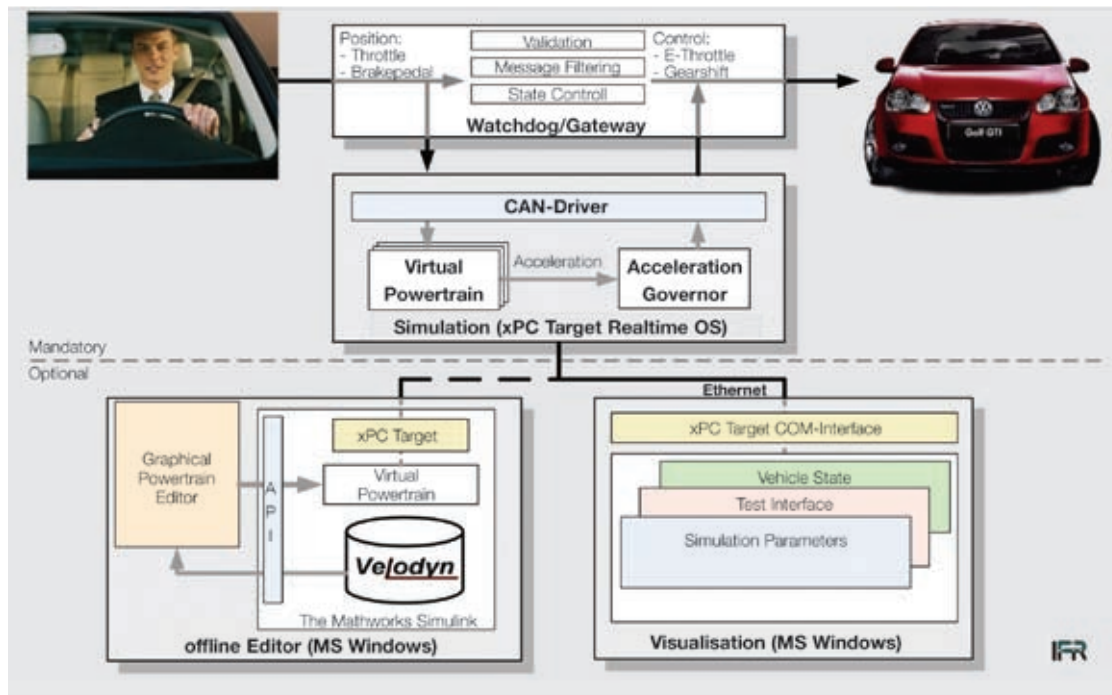 Position:
- Throttle
- Brakepedal
Validation
Message Filtering
State Controll
Control:
- E-Throttle
- Gearshift
Watchdog/Gateway
Golf GTI
CAN-Driver
Virtual
Powertrain
Acceleration
Acceleration
Governor
Simulation (xPC Target Realtime OS)
Mandatory
Optional
Ethernet
Graphical
Powertrain
Editor
API
xPC Target
Virtual
Powertrain
Velodyn
The Mathworks Simulink
offline Editor (MS Windows)
xPC Target COM-Interface
Vehicle State
Test Interface
Simulation Parameters
Visualisation (MS Windows)
IFR